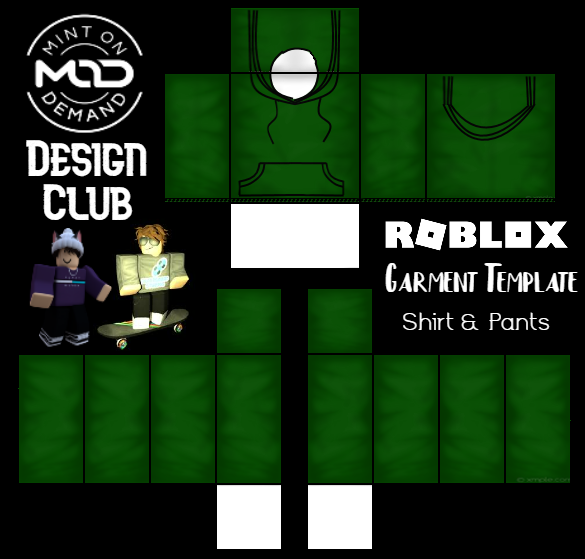 MINT ON
MOD
DEMAND
DESIGN
CLUB
ROBLOX
GARMENT TEMPLATE
Shirt & Pants